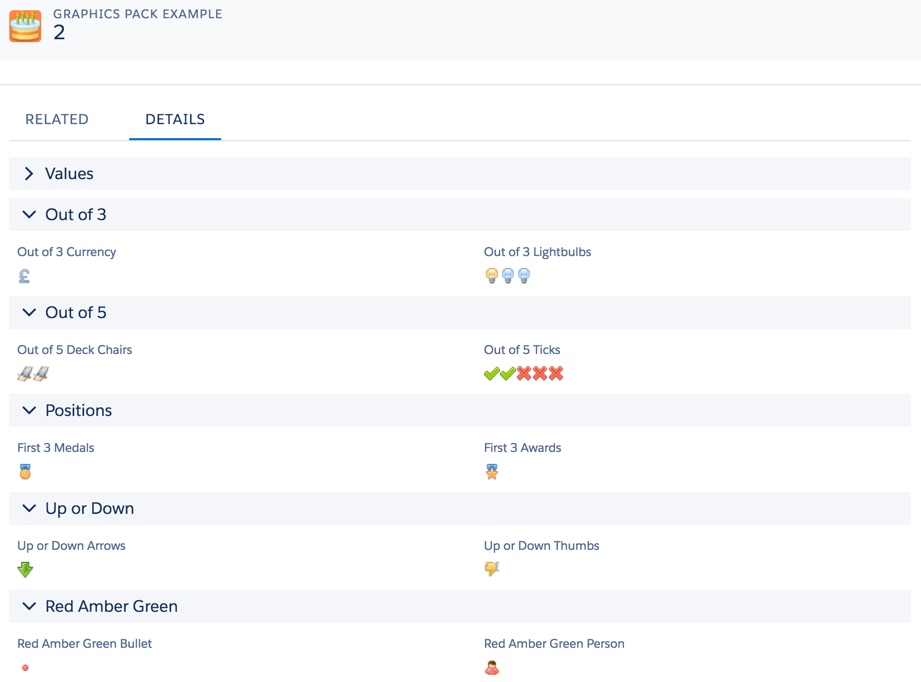 GRAPHICS PACK EXAMPLE
2
RELATED DETAILS
Values
Out of 3
Out of 3 Currency Out of 3 Lightbulbs
£
Out of 5
Out of 5 Deck Chairs Out of 5 Ticks
Positions
First 3 Medals First 3 Awards
Up or Down
Up or Down Arrows Up or Down Thumbs
Red Amber Green
Red Amber Green Bullet Red Amber Green Person